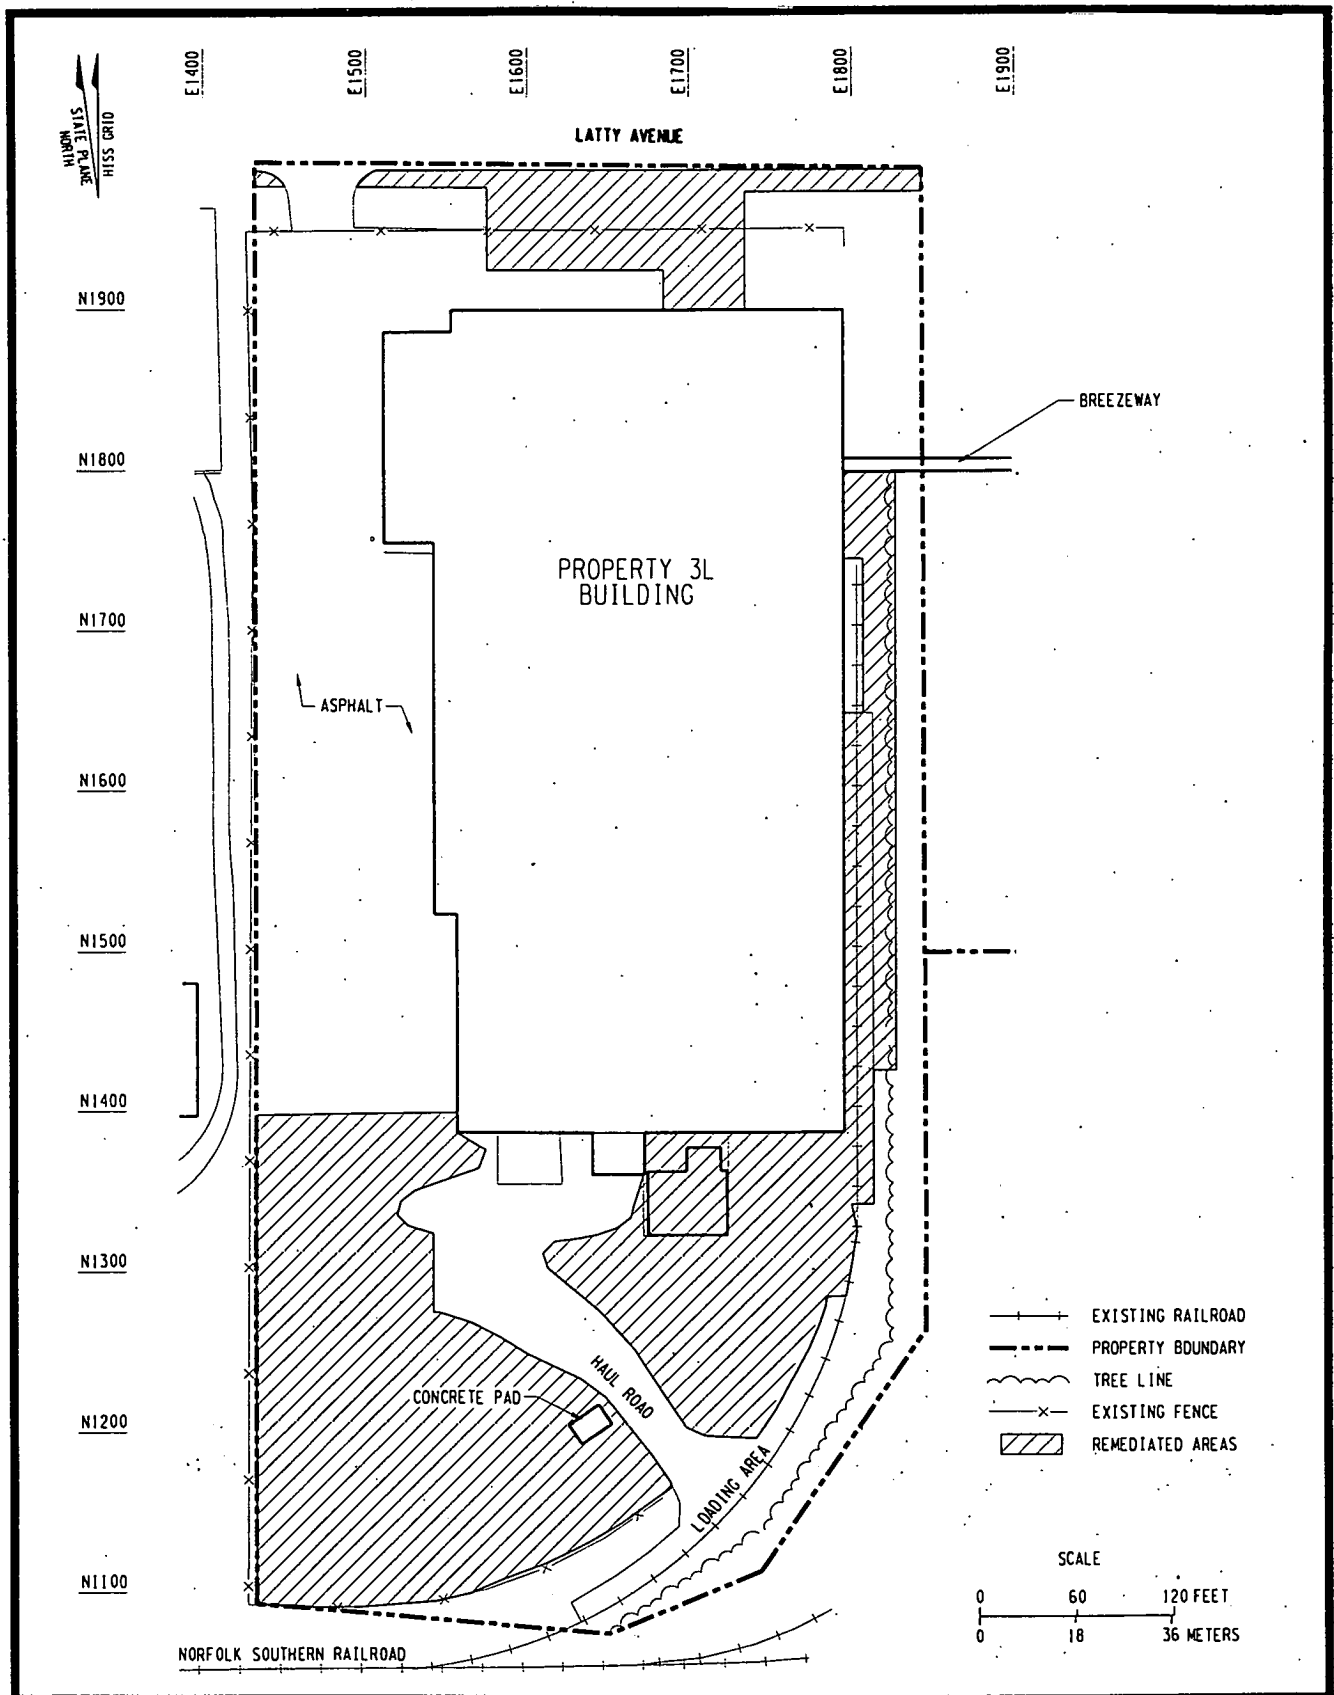 E1400
E1500
E1600
E1700
E1800
E1900
HISS GRID
STATE PLANE
NORTH
LATTY AVENUE
N1900
BREEZEWAY
N1800
PROPERTY 3L
BUILDING
N1700
ASPHALT
N1600
N1500
N1400
N1300
EXISTING RAILROAD
PROPERTY BOUNDARY
HAUL ROAD
CONCRETE PAD
TREE LINE
N1200
EXISTING FENCE
REMEDIATED AREAS
LOADING AREA
SCALE
N1100
0 60 120 FEET
0 18 36 METERS
NORFOLK SOUTHERN RAILROAD